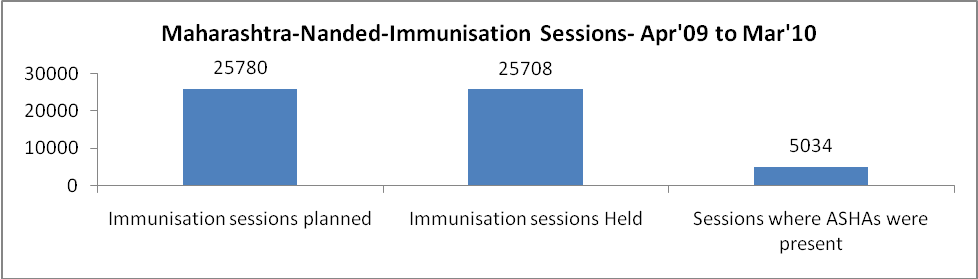 Maharashtra-Nanded-Immunisation Sessions- Apr'09 to Mar'10
25780
25708
5034
30000
20000
10000
0
Immunisation sessions planned
Immunisation sessions Held
Sessions where ASHAs were
present